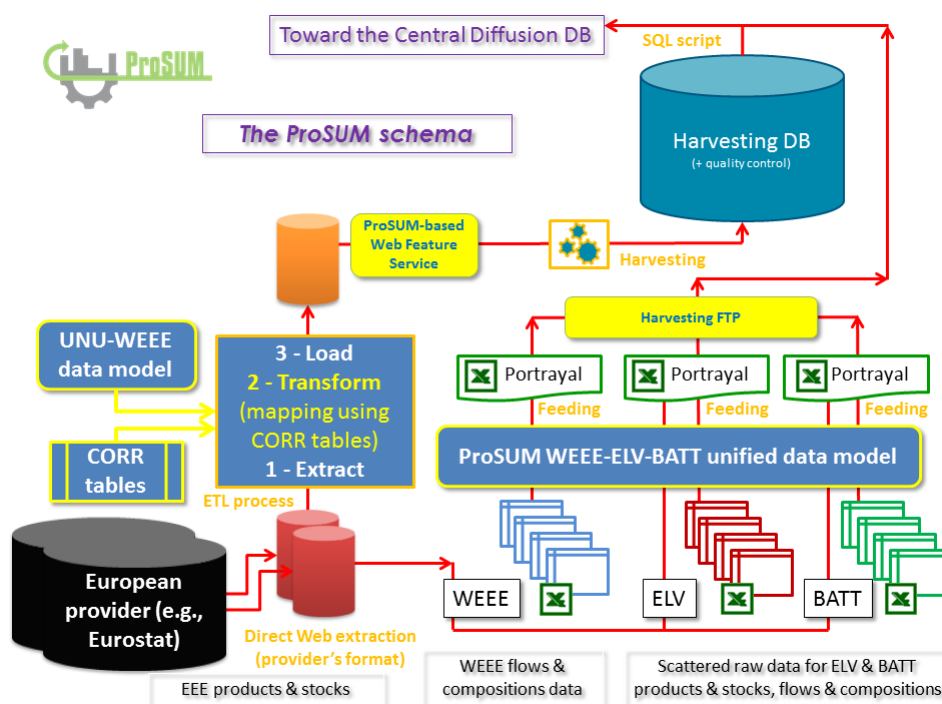 Toward the Central Diffusion DB
SQL script
ProSUM
The ProSUM schema
Harvesting DB
(+ quality control)
ProSUM-based
Web Feature
Service
Harvesting
Harvesting FTP
UNU-WEEE
data model
3 - Load
2 - Transform
(mapping using
CORR tables)
1 - Extract
Portrayal
Portrayal
Portrayal
Feeding
Feeding
Feeding
CORR
tables
ProSUM WEEE-ELV-BATT unified data model
ETL process
European
provider (e.g.,
Eurostat)
WEEE
ELV
BATT
Direct Web extraction
(provider's format)
EEE products & stocks
WEEE flows &
compositions data
Scattered raw data for ELV & BATT
products & stocks, flows & compositions